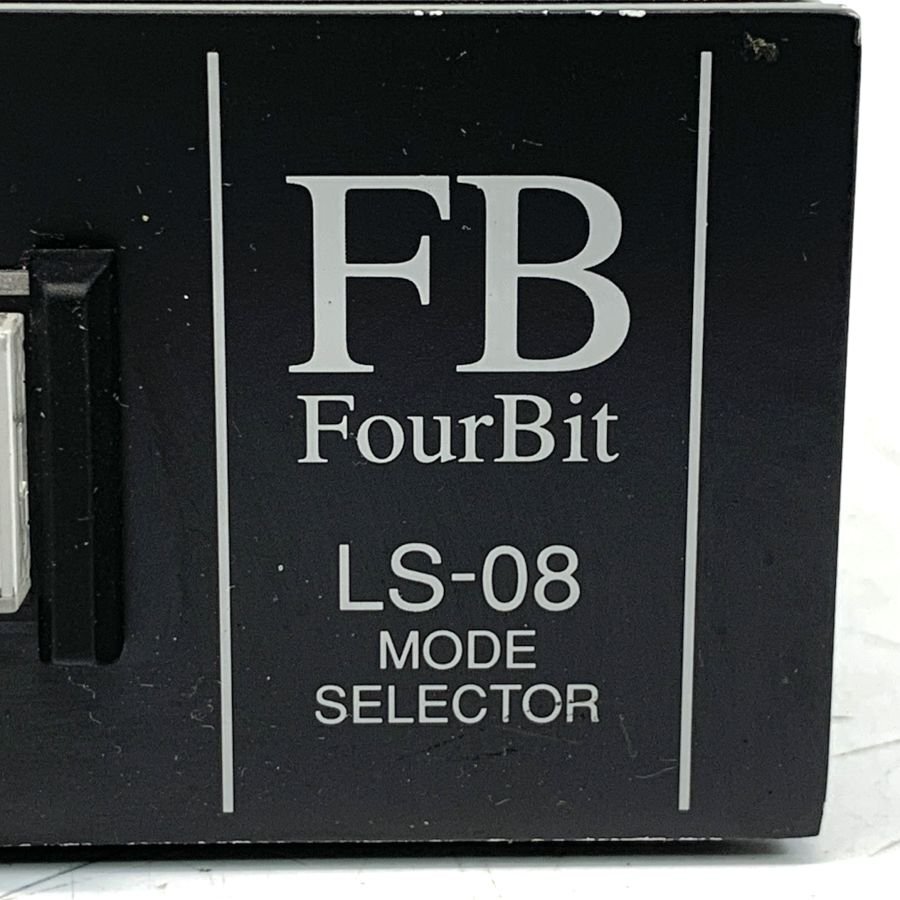 FB
FourBit
LS-08
MODE
SELECTOR